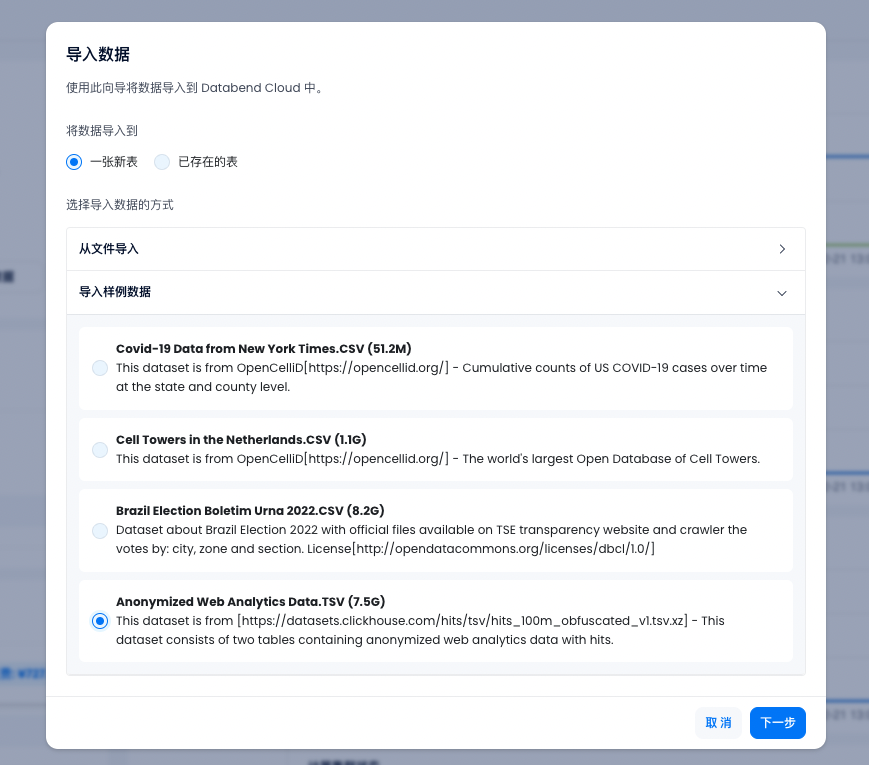 导入数据
使用此向导将数据导入到 Databend Cloud 中。
将数据导入到
一张新表
已存在的表
选择导入数据的方式
从文件导入
导入样例数据
Covid-19 Data from New York Times.CSV (51.2M)
This dataset is from OpenCelliD[https://opencellid.org/] - Cumulative counts of US COVID-19 cases over time
at the state and county level.
Cell Towers in the Netherlands.CSV (1.1G)
This dataset is from OpenCelliD[https://opencellid.org/] - The world's largest Open Database of Cell Towers.
Brazil Election Boletim Urna 2022.CSV (8.2G)
Dataset about Brazil Election 2022 with official files available on TSE transparency website and crawler the
votes by: city, zone and section. License[http://opendatacommons.org/licenses/dbcl/1.0/]
Anonymized Web Analytics Data.TSV (7.5G)
This dataset is from [https://datasets.clickhouse.com/hits/tsv/hits_100m_obfuscated_v1.tsv.xz] - This
dataset consists of two tables containing anonymized web analytics data with hits.
取 消
下一步